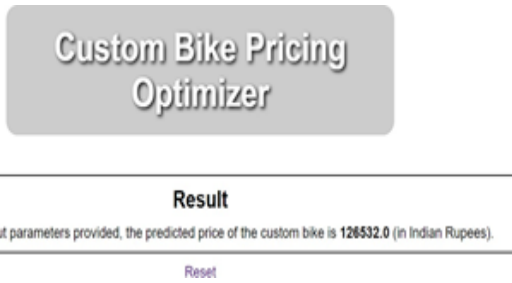 Custom Bike Pricing
Optimizer
Result
parameters provided, the predicted price of the custom bike is 126532.0 (in Indian Rupees).
Reset